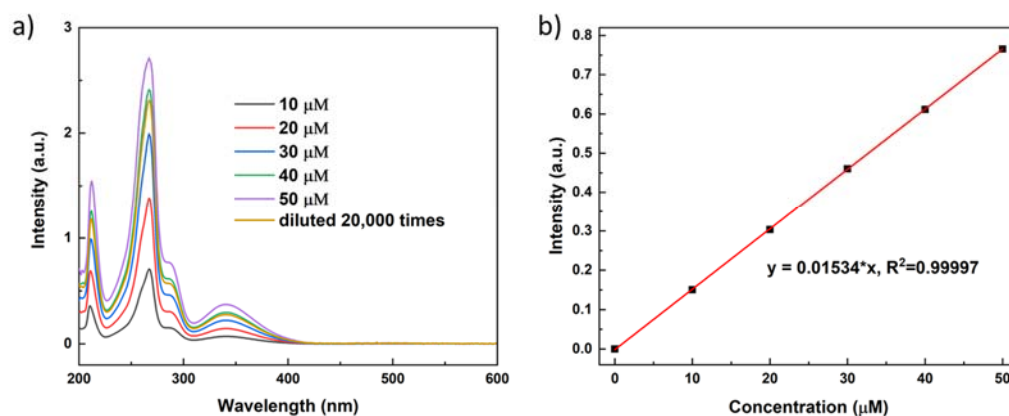 a)
3
2
1
0
Intensity (a.u.)
10 μM
20 μM
30 μM
40 μM
50 μM
diluted 20,000 times
200 300 400 500 600
Wavelength (nm)
b)
0.8
0.7
0.6
0.5
0.4
0.3
0.2
0.1
0.0
Intensity (a.u.)
y = 0.01534*x, R²=0.99997
0 10 20 30 40 50
Concentration (μM)